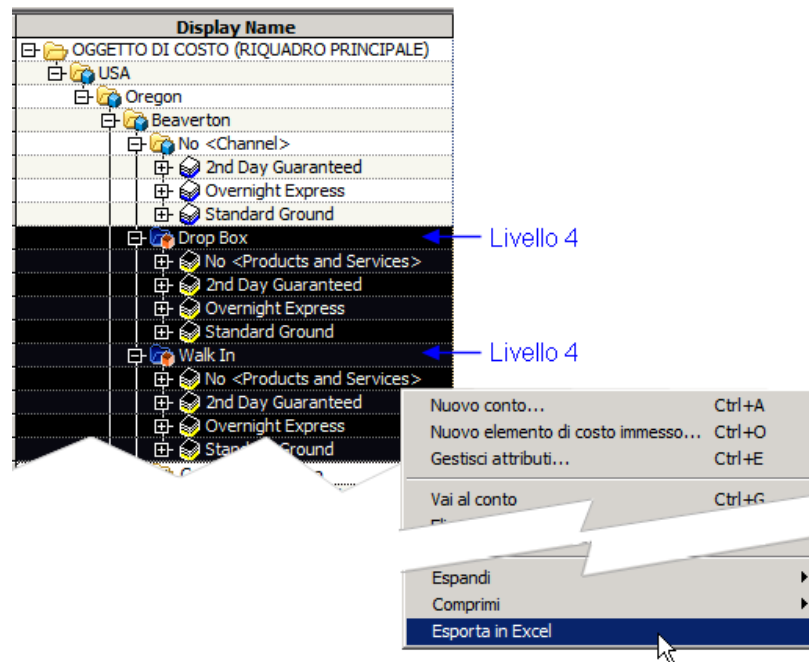 Display Name
OGGETTO DI COSTO (RIQUADRO PRINCIPALE)
USA
Oregon
Beaverton
No <Channel>
2nd Day Guaranteed
Overnight Express
Standard Ground
Drop Box
Livello 4
No <Products and Services>
2nd Day Guaranteed
Overnight Express
Standard Ground
Walk In
Livello 4
No <Products and Services>
2nd Day Guaranteed
Overnight Express
Standard Ground
Nuovo conto... Ctrl+A
Nuovo elemento di costo immesso... Ctrl+O
Gestisci attributi... Ctrl+E
Vai al conto Ctrl+G
Espandi
Comprimi
Esporta in Excel